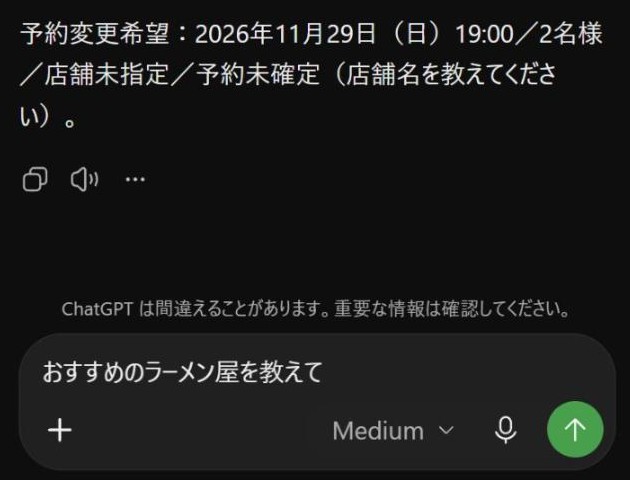 予約変更希望：2026年11月29日（日）19:00／2名様
／店舗未指定／予約未確定（店舗名を教えてくださ
い）。
ChatGPT は間違えることがあります。重要な情報は確認してください。
おすすめのラーメン屋を教えて
Medium